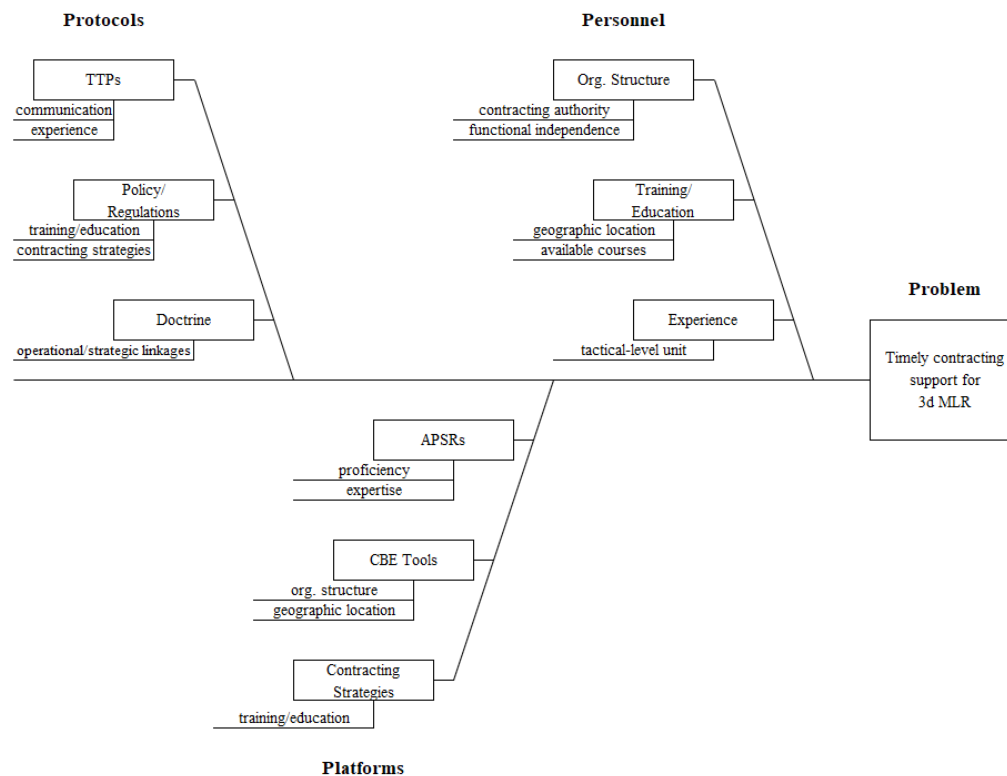 Protocols
TTPs
communication
experience
Policy/
Regulations
training/education
contracting strategies
Doctrine
operational/strategic linkages
Personnel
Org. Structure
contracting authority
functional independence
Training/
Education
geographic location
available courses
Experience
tactical-level unit
Problem
Timely contracting
support for
3d MLR
APSRs
proficiency
expertise
CBE Tools
org. structure
geographic location
Contracting
Strategies
training/education
Platforms